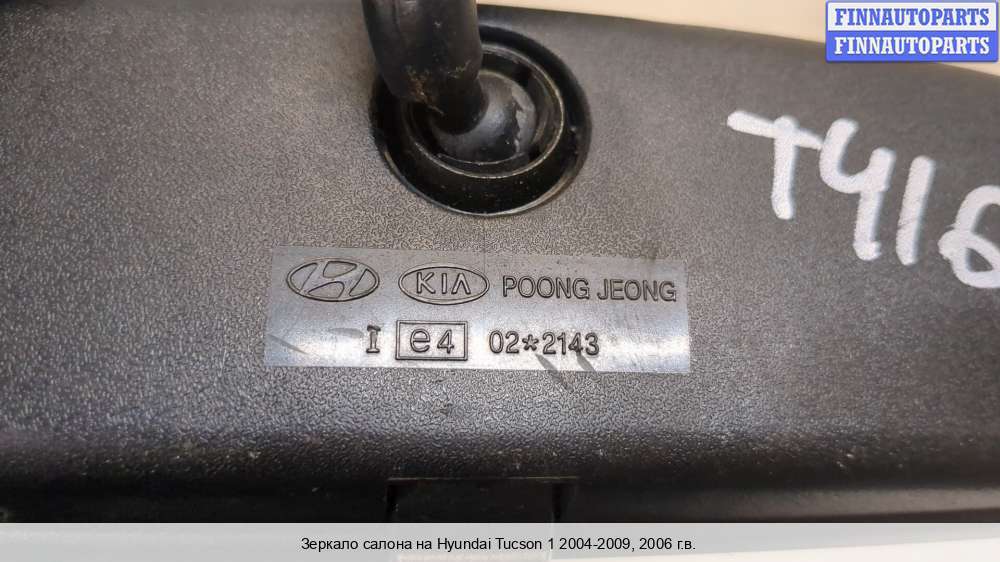 FINNAUTOPARTS
FINNAUTOPARTS
T416
KIA POONG JEONG
I e4 02*2143
Зеркало салона на Hyundai Tucson 1 2004-2009, 2006 г.в.